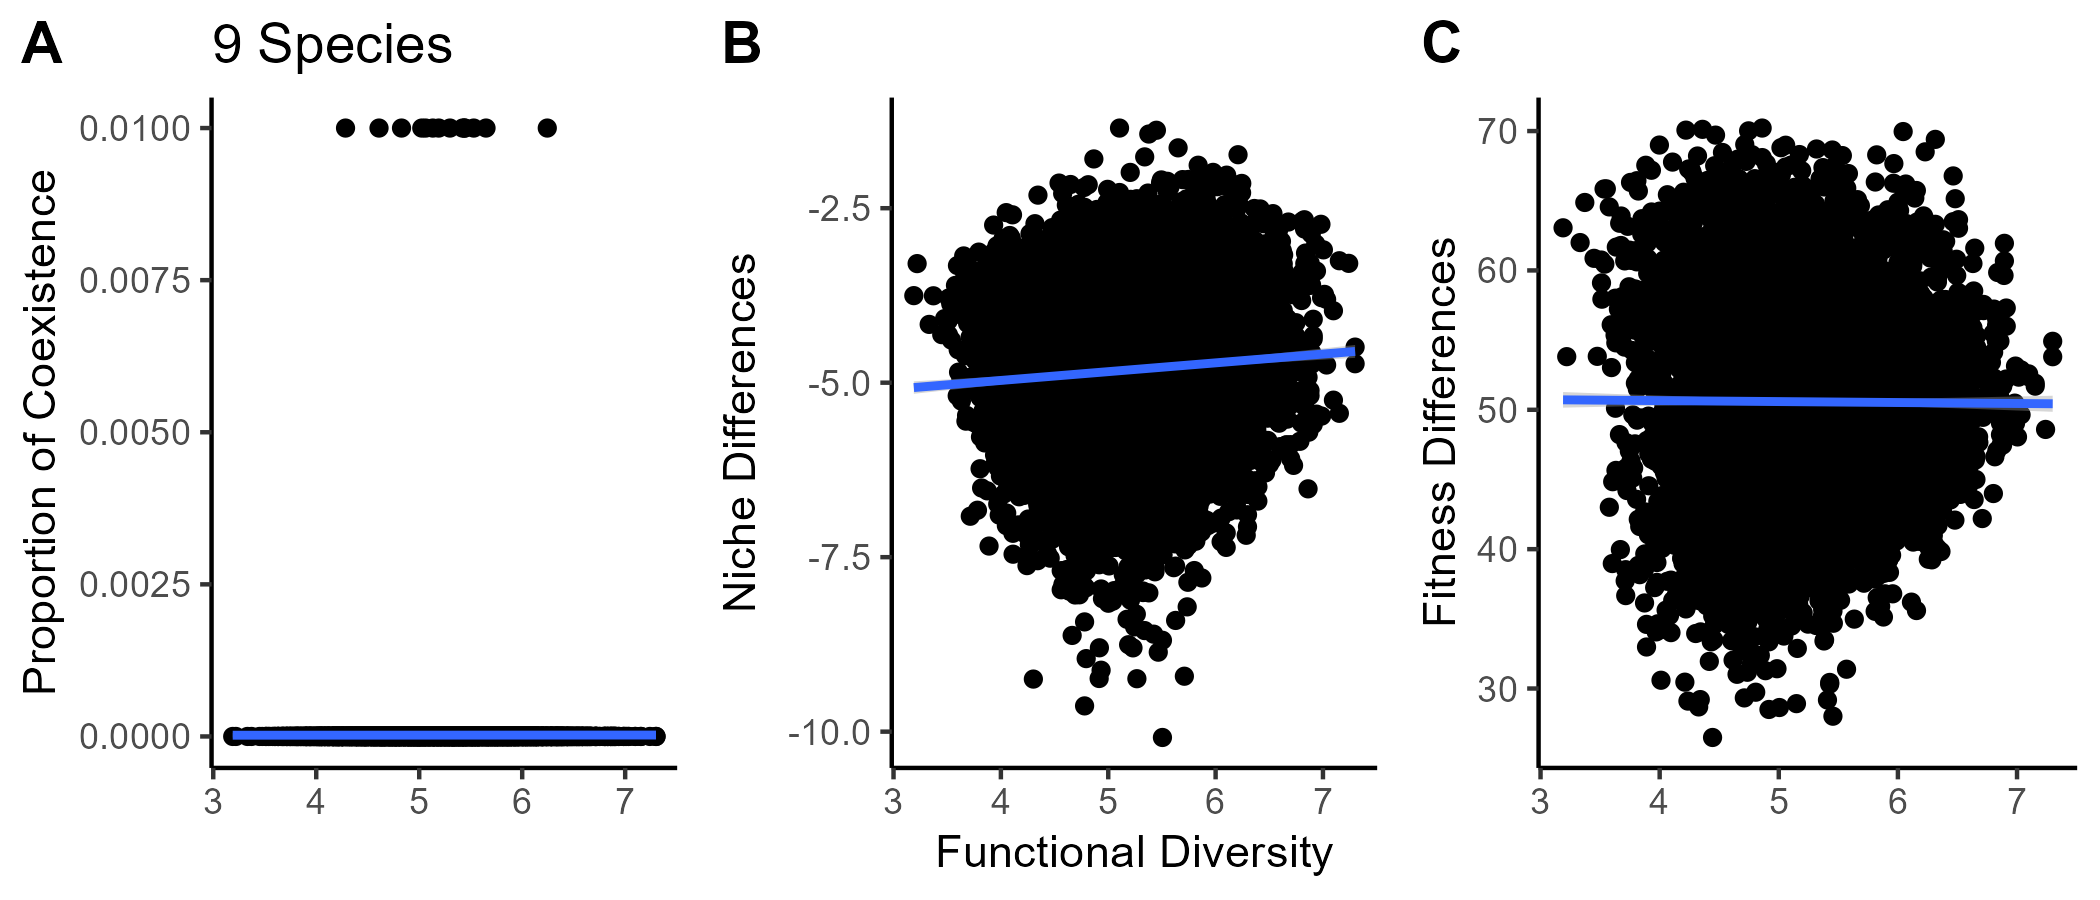 A
9 Species
Proportion of Coexistence
0.0100
0.0075
0.0050
0.0025
0.0000
3 4 5 6 7
B
Niche Differences
-2.5
-5.0
-7.5
-10.0
3 4 5 6 7
Functional Diversity
C
Fitness Differences
70
60
50
40
30
3 4 5 6 7